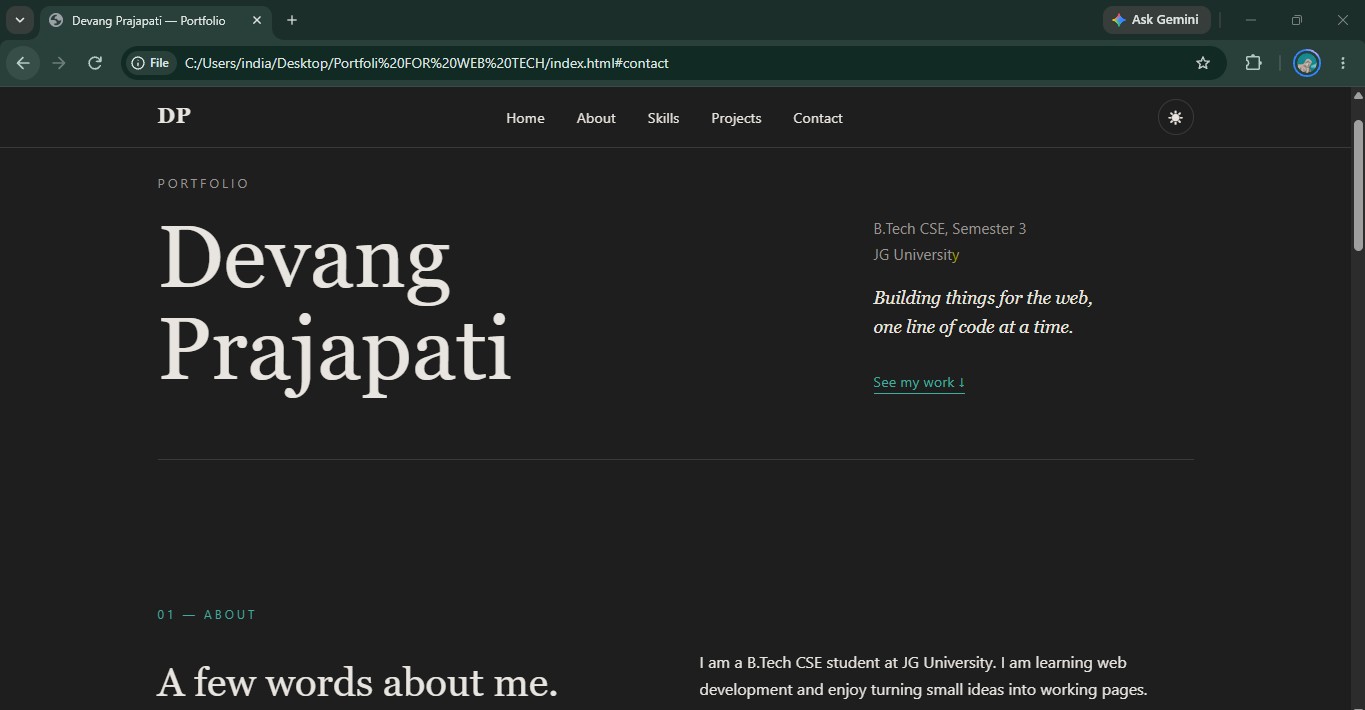 Devang Prajapati — Portfolio
Ask Gemini
File C:/Users/india/Desktop/Portfoli%20FOR%20WEB%20TECH/index.html#contact
DP
Home About Skills Projects Contact
PORTFOLIO
Devang
Prajapati
B.Tech CSE, Semester 3
JG University
Building things for the web,
one line of code at a time.
See my work ↓
01 — ABOUT
A few words about me.
I am a B.Tech CSE student at JG University. I am learning web
development and enjoy turning small ideas into working pages.